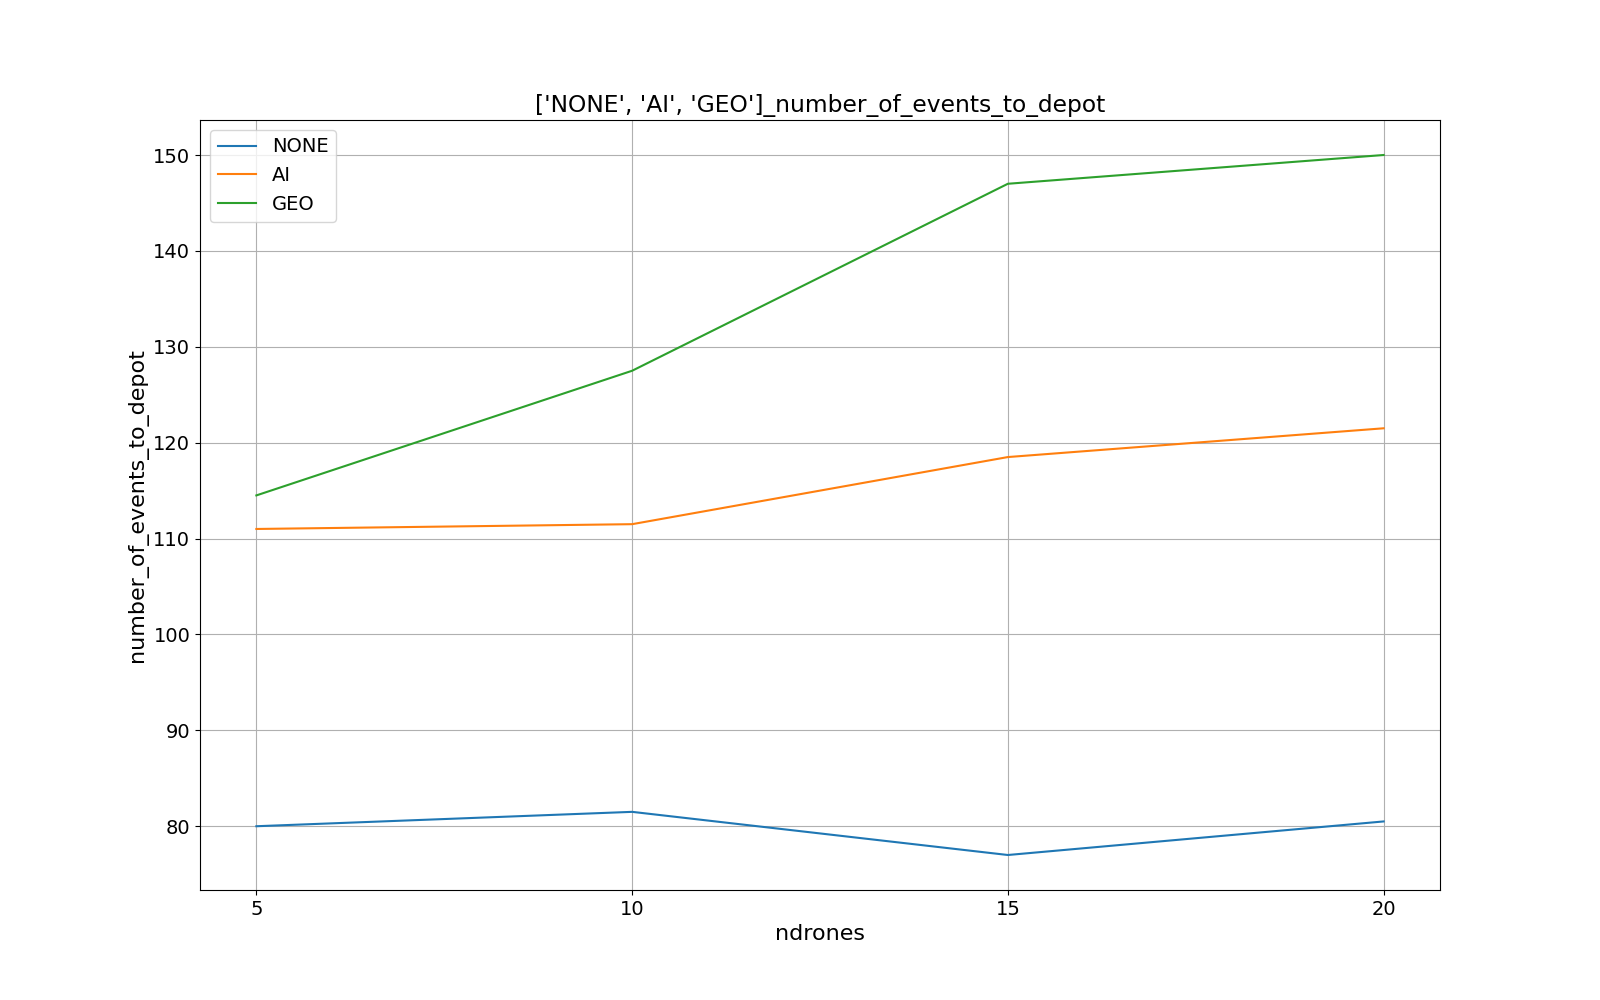 ['NONE', 'AI', 'GEO']_number_of_events_to_depot
NONE
AI
GEO
150
140
130
120
110
100
90
80
number_of_events_to_depot
5 10 15 20
ndrones